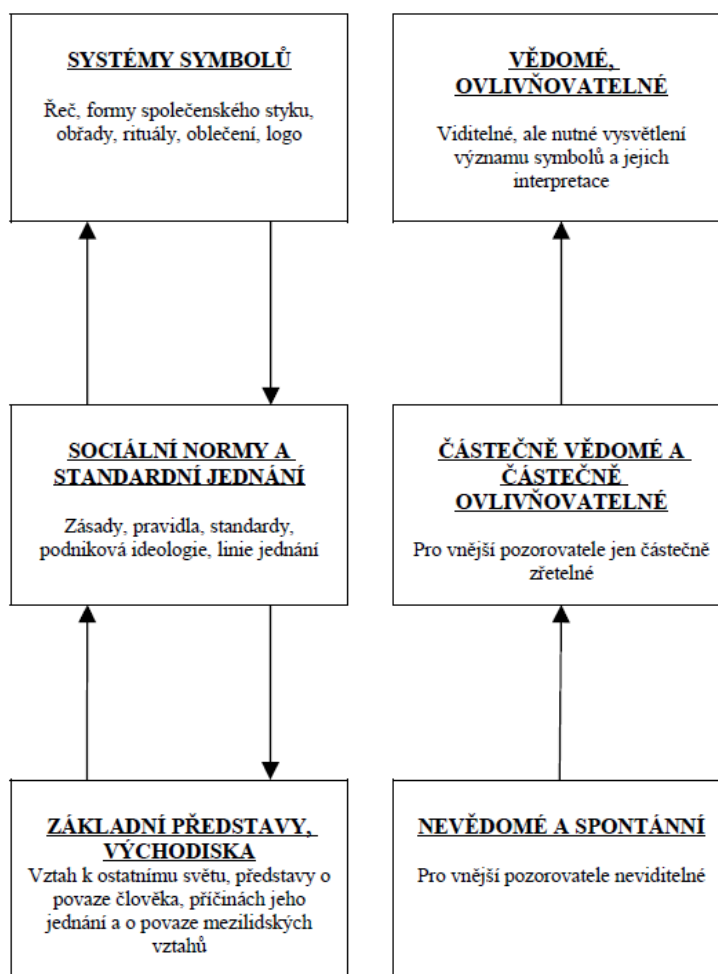 SYSTÉMY SYMBOLŮ
Řeč, formy společenského styku,
obřady, rituály, oblečení, logo
VĚDOMÉ,
OVLIVŇOVATELNÉ
Viditelné, ale nutné vysvětlení
významu symbolů a jejich
interpretace
SOCIÁLNÍ NORMY A
STANDARDNÍ JEDNÁNÍ
Zásady, pravidla, standardy,
podniková ideologie, linie jednání
ČÁSTEČNĚ VĚDOMÉ A
ČÁSTEČNĚ
OVLIVŇOVATELNÉ
Pro vnější pozorovatele jen částečně
zřetelné
ZÁKLADNÍ PŘEDSTAVY,
VÝCHODISKA
Vztah k ostatnímu světu, představy o
povaze člověka, příčinách jeho
jednání a o povaze mezilidských
vztahů
NEVĚDOMÉ A SPONTÁNNÍ
Pro vnější pozorovatele neviditelné